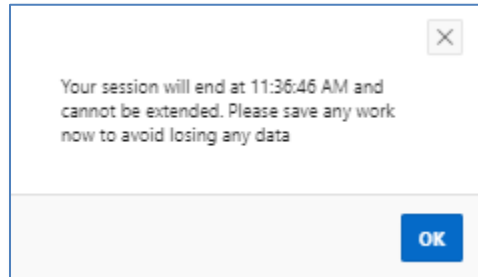 Your session will end at 11:36:46 AM and
cannot be extended. Please save any work
now to avoid losing any data
OK